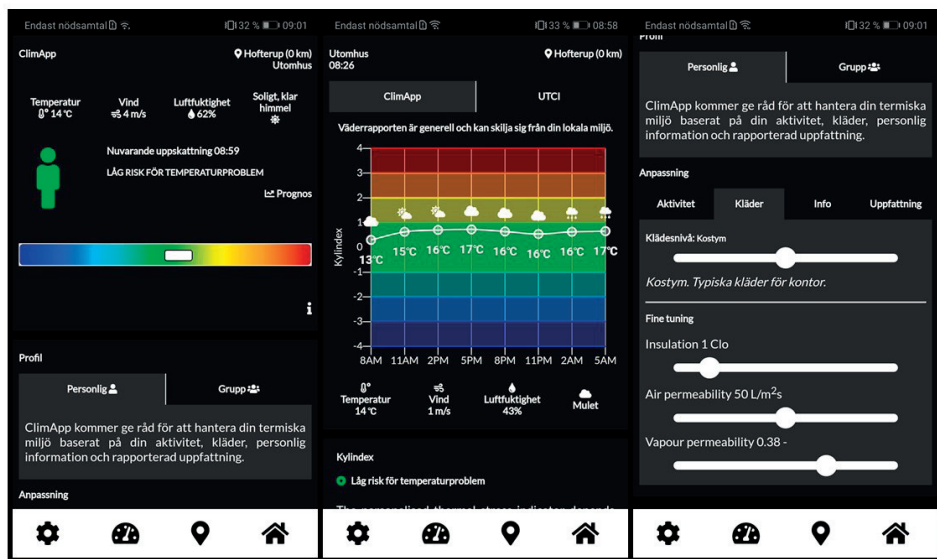 Endast nödsamtal 32 % 09:01
ClimApp Hofterup (0 km)
Utomhus
Temperatur Vind Luftfuktighet Soligt, klar
14 °C 4 m/s 62% himmel
Nuvarande uppskattning 08:59
LÅG RISK FÖR TEMPERATURPROBLEM
Prognos
i
Profil
Personlig Grupp
ClimApp kommer ge råd för att hantera din termiska
miljö baserat på din aktivitet, kläder, personlig
information och rapporterad uppfattning.
Anpassning
Endast nödsamtal 33 % 08:58
Utomhus Hofterup (0 km)
08:26
ClimApp UTCI
Väderrapporten är generell och kan skilja sig från din lokala miljö.
Kylindex
4
3
2
1
0
-1
-2
-3
-4
13°C 15°C 16°C 17°C 16°C 16°C 16°C 17°C
8AM 11AM 2PM 5PM 8PM 11PM 2AM 5AM
Temperatur Vind Luftfuktighet Mulet
14 °C 1 m/s 43%
Kylindex
Låg risk för temperaturproblem
The personalised thermal stress indicator depends
Endast nödsamtal 32 % 09:01
Profil
Personlig Grupp
ClimApp kommer ge råd för att hantera din termiska
miljö baserat på din aktivitet, kläder, personlig
information och rapporterad uppfattning.
Anpassning
Aktivitet Kläder Info Uppfattning
Klädesnivå: Kostym
Kostym. Typiska kläder för kontor.
Fine tuning
Insulation 1 Clo
Air permeability 50 L/m²s
Vapour permeability 0.38 -